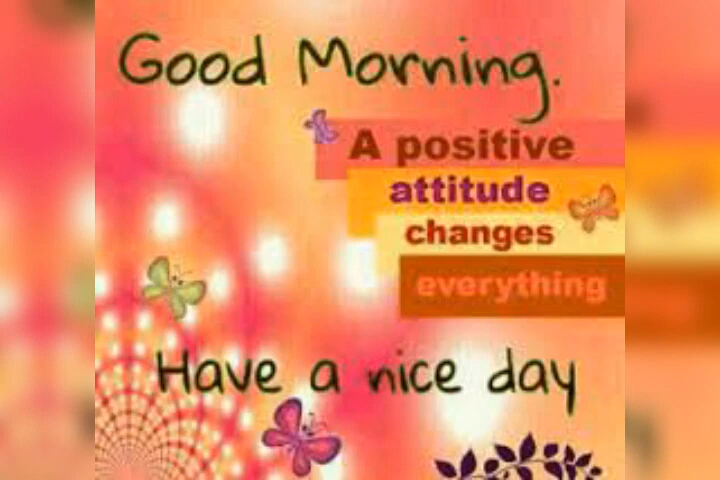 Good Morning.
A positive
attitude
changes
everything
Have a nice day